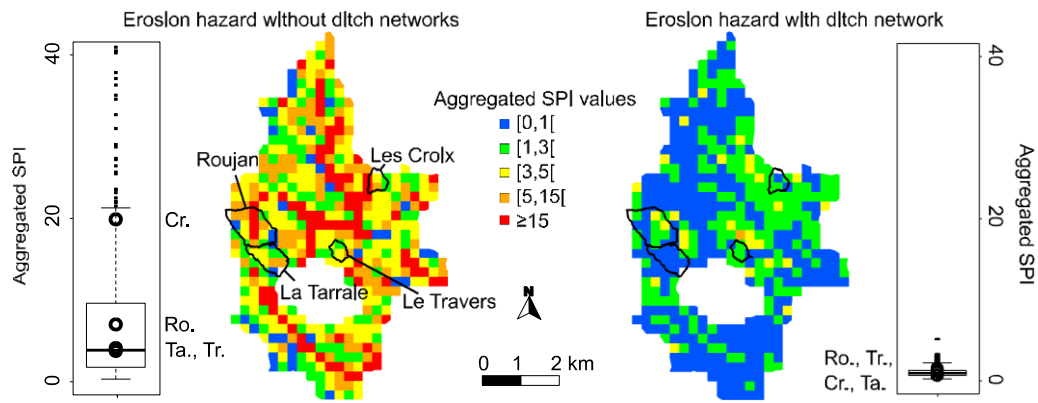 Erosion hazard without ditch networks
Erosion hazard with ditch network
Aggregated SPI
40
20
0
Cr.
Ro.
Ta., Tr.
Roujan
Les Croix
La Tarrale
Le Travers
Aggregated SPI values
[0,1[
[1,3[
[3,5[
[5,15[
≥15
N
0 1 2 km
Ro., Tr.,
Cr., Ta.
40
20
0
Aggregated SPI